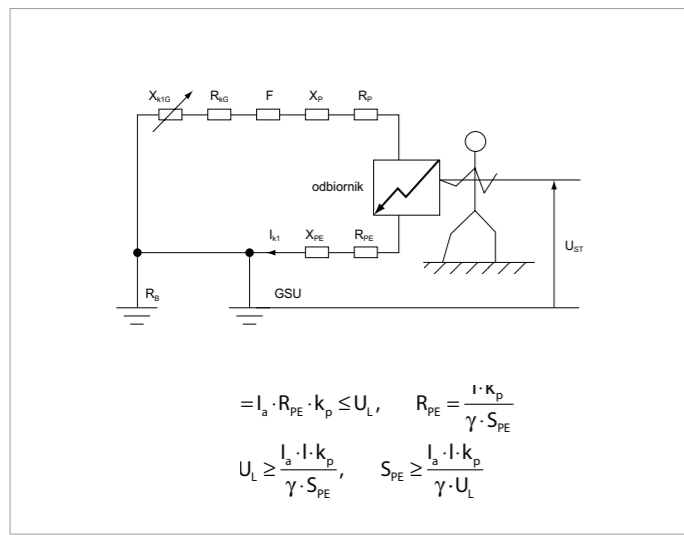 X_k1G R_kG F X_P R_P
odbiornik
I_k1 X_PE R_PE
U_ST
R_B GSU
= I_a · R_PE · k_p ≤ U_L, R_PE = l · k_p / γ · S_PE
U_L ≥ I_a · l · k_p / γ · S_PE, S_PE ≥ I_a · l · k_p / γ · U_L